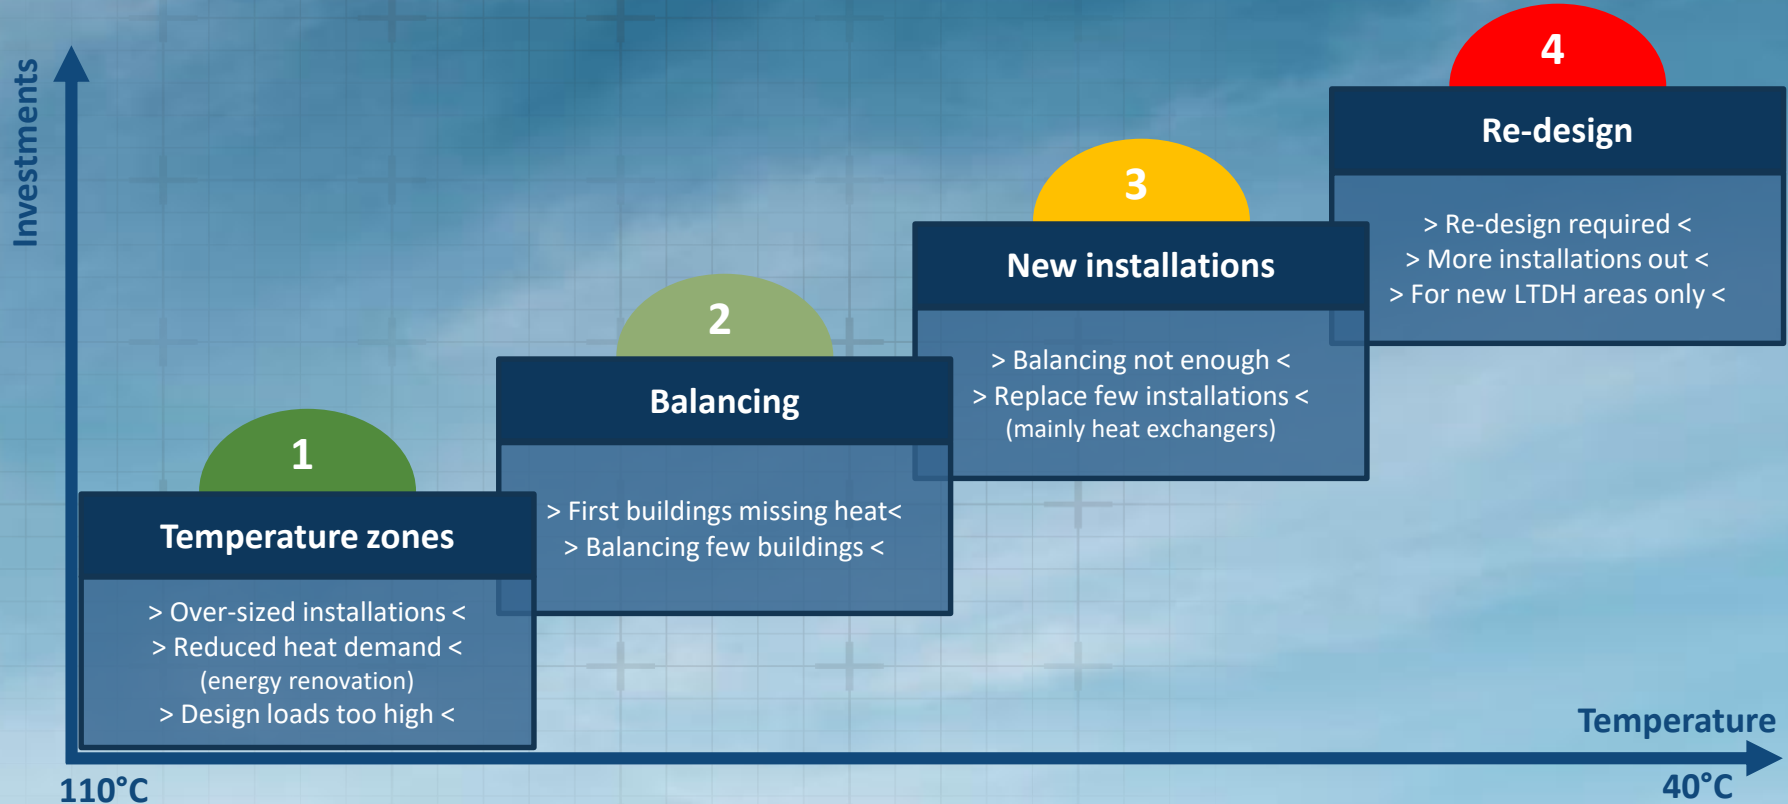 Investments
1
Temperature zones
> Over-sized installations <
> Reduced heat demand <
(energy renovation)
> Design loads too high <
2
Balancing
> First buildings missing heat<
> Balancing few buildings <
3
New installations
> Balancing not enough <
> Replace few installations <
(mainly heat exchangers)
4
Re-design
> Re-design required <
> More installations out <
> For new LTDH areas only <
Temperature
110°C
40°C